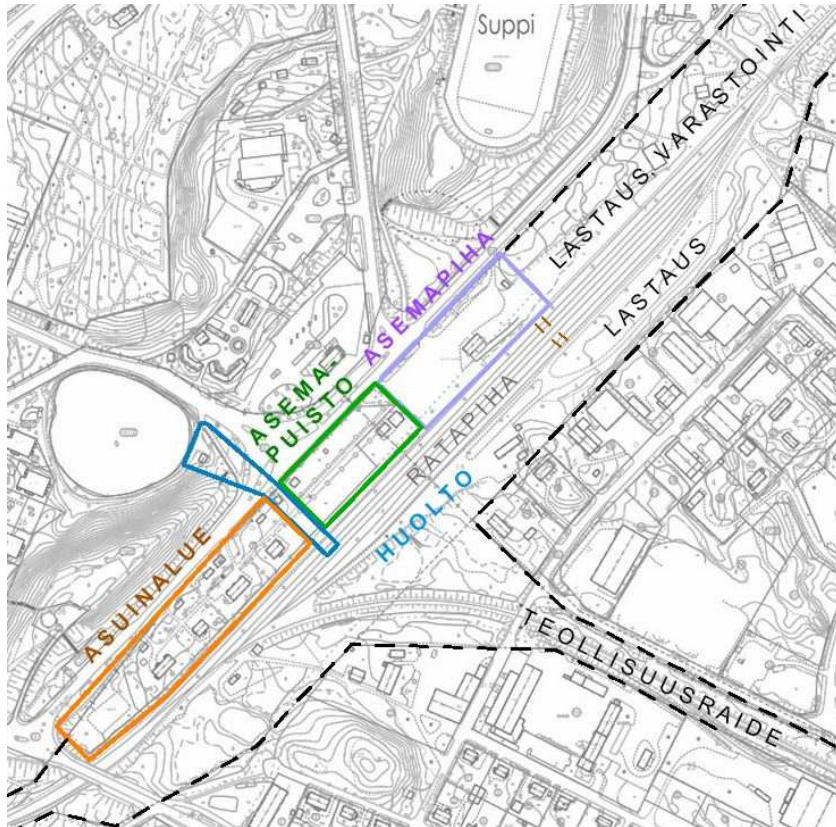 Suppi
LASTAUS, VARASTOINTI
LASTAUS
ASEMAPIHA
ASEMA-
PUISTO
RATAPIHA
HUOLTO
ASUINALUE
TEOLLISUUSRAIDE